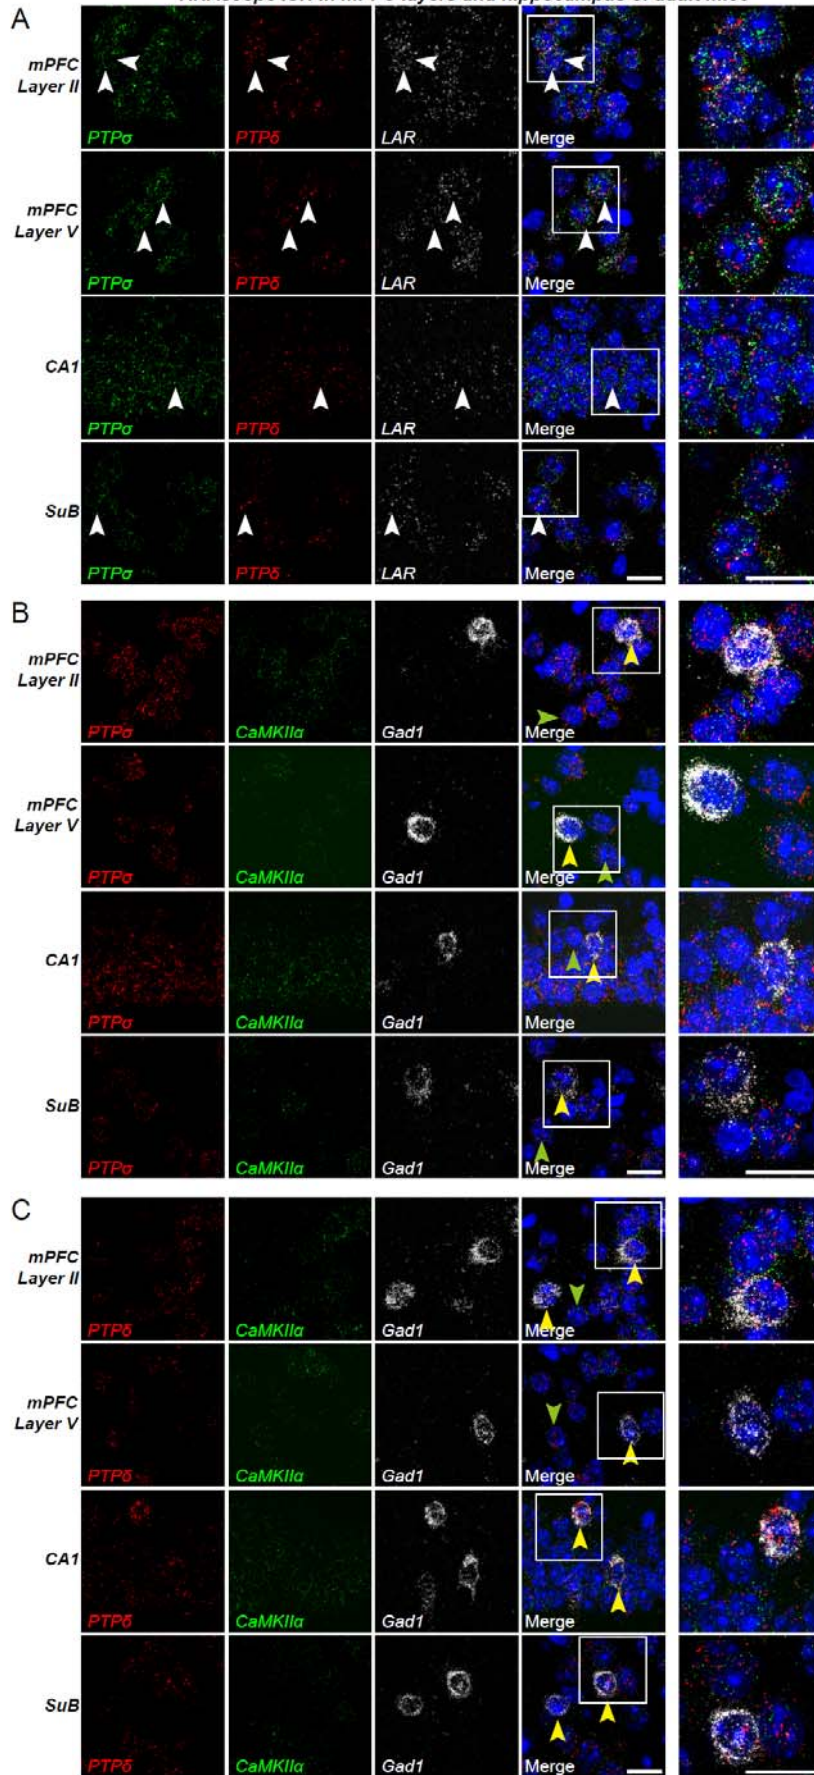 A
mPFC
Layer II
PTPσ PTPδ LAR Merge
mPFC
Layer V
PTPσ PTPδ LAR Merge
CA1
PTPσ PTPδ LAR Merge
SuB
PTPσ PTPδ LAR Merge
B
mPFC
Layer II
PTPσ CaMKIIα Gad1 Merge
mPFC
Layer V
PTPσ CaMKIIα Gad1 Merge
CA1
PTPσ CaMKIIα Gad1 Merge
SuB
PTPσ CaMKIIα Gad1 Merge
C
mPFC
Layer II
PTPδ CaMKIIα Gad1 Merge
mPFC
Layer V
PTPδ CaMKIIα Gad1 Merge
CA1
PTPδ CaMKIIα Gad1 Merge
SuB
PTPδ CaMKIIα Gad1 Merge